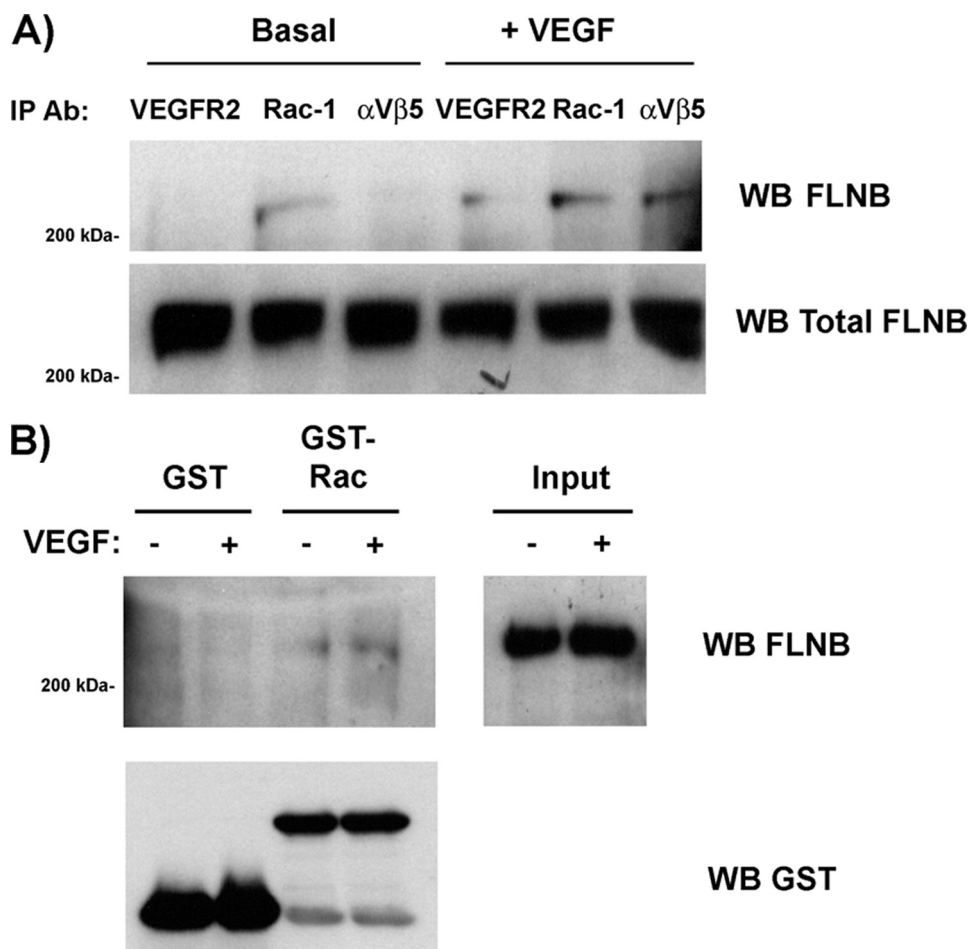 A)
Basal + VEGF
IP Ab: VEGFR2 Rac-1 αVβ5 VEGFR2 Rac-1 αVβ5
WB FLNB
200 kDa-
WB Total FLNB
200 kDa-
B)
GST GST-Rac Input
VEGF: - + - + - +
WB FLNB
200 kDa-
WB GST